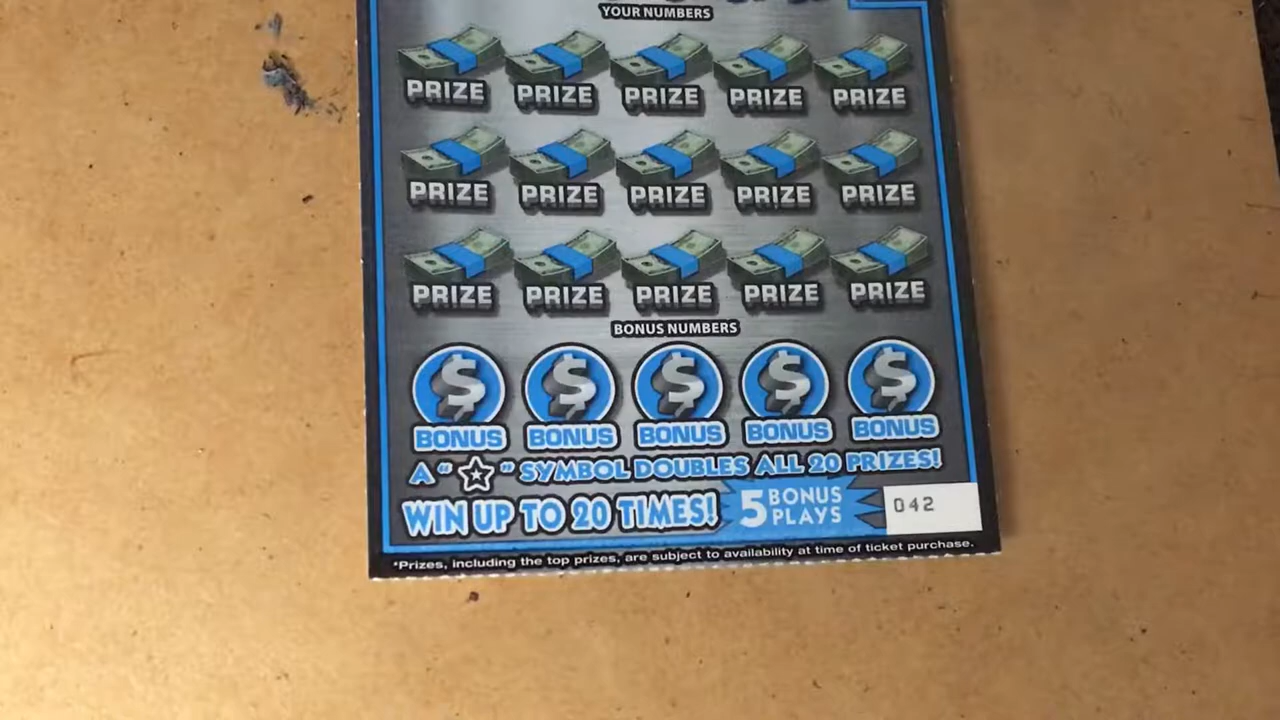 YOUR NUMBERS
PRIZE PRIZE PRIZE PRIZE PRIZE
PRIZE PRIZE PRIZE PRIZE PRIZE
PRIZE PRIZE PRIZE PRIZE PRIZE
BONUS NUMBERS
$ $ $ $ $
BONUS BONUS BONUS BONUS BONUS
A "☆" SYMBOL DOUBLES ALL 20 PRIZES!
WIN UP TO 20 TIMES! 5 BONUS PLAYS
042
*Prizes, including the top prizes, are subject to availability at time of ticket purchase.